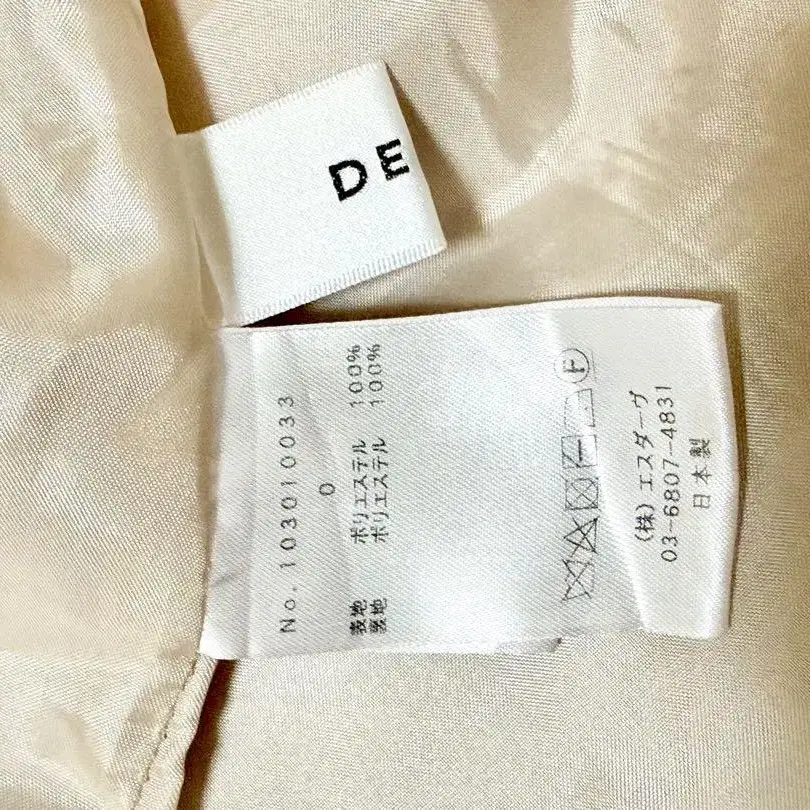 DE
No. 103010033
0
表地 ポリエステル 100%
裏地 ポリエステル 100%
F
(株)エスダーヴ
03-6807-4831
日本製